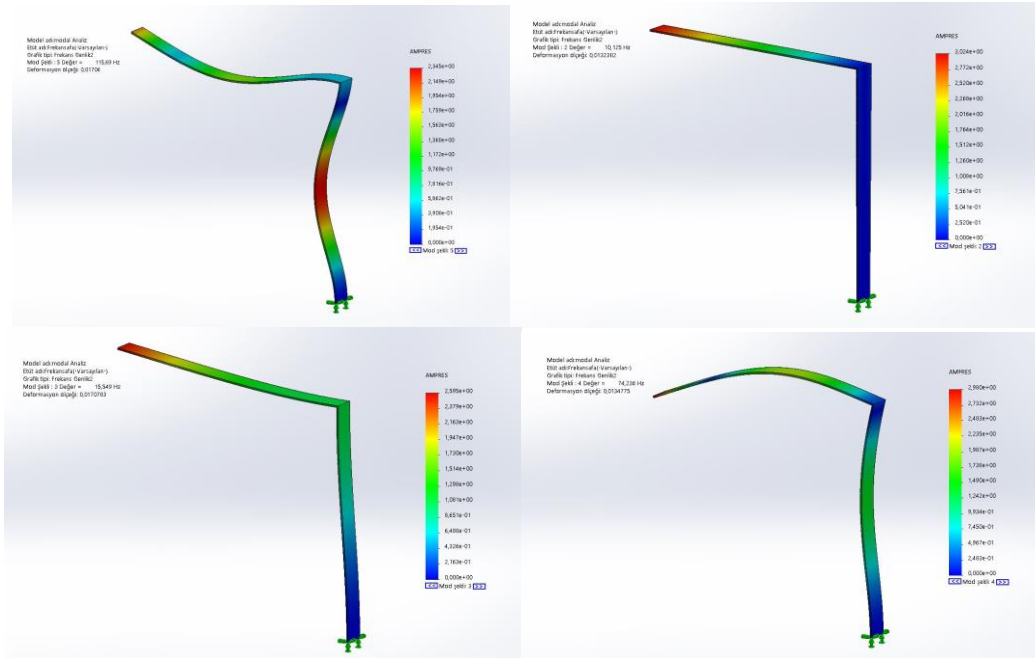 Model adı:modal Analiz
Etüt adı:Frekansafa(-Varsayılan-)
Grafik tipi: Frekans Genlik2
Mod Şekli : 5 Değer = 115,69 Hz
Deformasyon ölçeği: 0,01706
AMPRES
2,345e+00
2,149e+00
1,954e+00
1,759e+00
1,563e+00
1,368e+00
1,172e+00
9,769e-01
7,816e-01
5,862e-01
3,908e-01
1,954e-01
0,000e+00
<< Mod şekli: 5 >>
Model adı:modal Analiz
Etüt adı:Frekansafa(-Varsayılan-)
Grafik tipi: Frekans Genlik2
Mod Şekli : 2 Değer = 10,125 Hz
Deformasyon ölçeği: 0,0132392
AMPRES
3,024e+00
2,772e+00
2,520e+00
2,268e+00
2,016e+00
1,764e+00
1,512e+00
1,260e+00
1,008e+00
7,561e-01
5,041e-01
2,520e-01
0,000e+00
<< Mod şekli: 2 >>
Model adı:modal Analiz
Etüt adı:Frekansafa(-Varsayılan-)
Grafik tipi: Frekans Genlik2
Mod Şekli : 3 Değer = 15,549 Hz
Deformasyon ölçeği: 0,0170703
AMPRES
2,595e+00
2,379e+00
2,163e+00
1,947e+00
1,730e+00
1,514e+00
1,298e+00
1,081e+00
8,651e-01
6,488e-01
4,326e-01
2,163e-01
0,000e+00
<< Mod şekli: 3 >>
Model adı:modal Analiz
Etüt adı:Frekansafa(-Varsayılan-)
Grafik tipi: Frekans Genlik2
Mod Şekli : 4 Değer = 74,236 Hz
Deformasyon ölçeği: 0,0134775
AMPRES
2,980e+00
2,732e+00
2,483e+00
2,235e+00
1,987e+00
1,738e+00
1,490e+00
1,242e+00
9,934e-01
7,450e-01
4,967e-01
2,483e-01
0,000e+00
<< Mod şekli: 4 >>